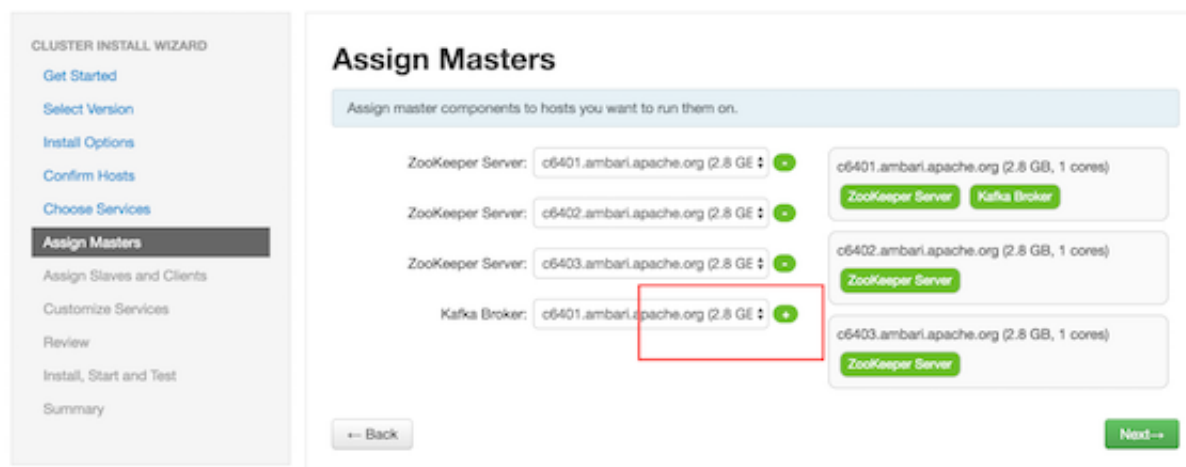 CLUSTER INSTALL WIZARD
Get Started
Select Version
Install Options
Confirm Hosts
Choose Services
Assign Masters
Assign Slaves and Clients
Customize Services
Review
Install, Start and Test
Summary
Assign Masters
Assign master components to hosts you want to run them on.
ZooKeeper Server: c6401.ambari.apache.org (2.8 GE -
ZooKeeper Server: c6402.ambari.apache.org (2.8 GE -
ZooKeeper Server: c6403.ambari.apache.org (2.8 GE -
Kafka Broker: c6401.ambari.apache.org (2.8 GE +
c6401.ambari.apache.org (2.8 GB, 1 cores)
ZooKeeper Server Kafka Broker
c6402.ambari.apache.org (2.8 GB, 1 cores)
ZooKeeper Server
c6403.ambari.apache.org (2.8 GB, 1 cores)
ZooKeeper Server
← Back
Next→